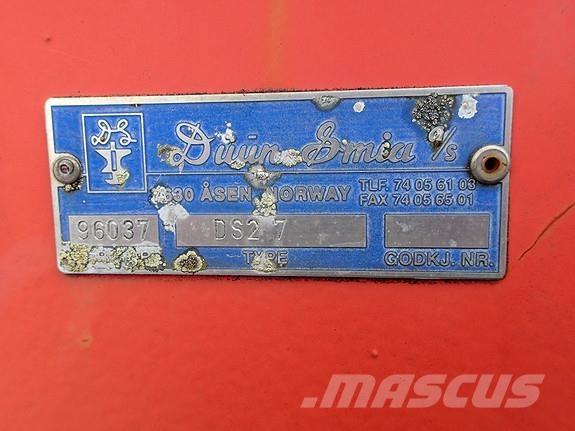 Duun Smia A/S
7630 ÅSEN, NORWAY
TLF. 74 05 61 03
FAX 74 05 65 01
96037 DS2.7
TYPE GODKJ. NR.
MASCUS